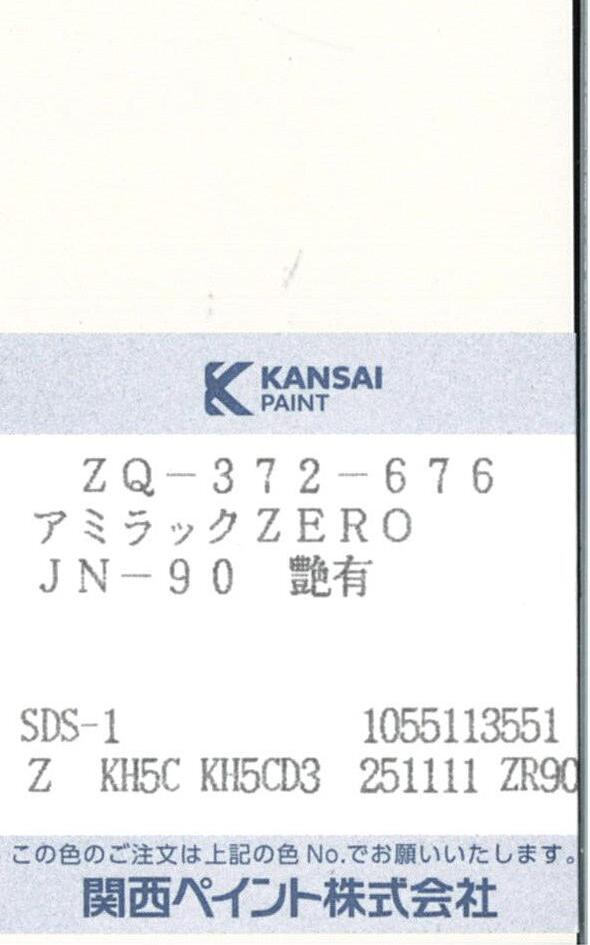 KANSAI
PAINT
ZQ-372-676
アミラックZERO
JN-90 艶有
SDS-1 1055113551
Z KH5C KH5CD3 251111 ZR90
この色のご注文は上記の色No.でお願いいたします。
関西ペイント株式会社